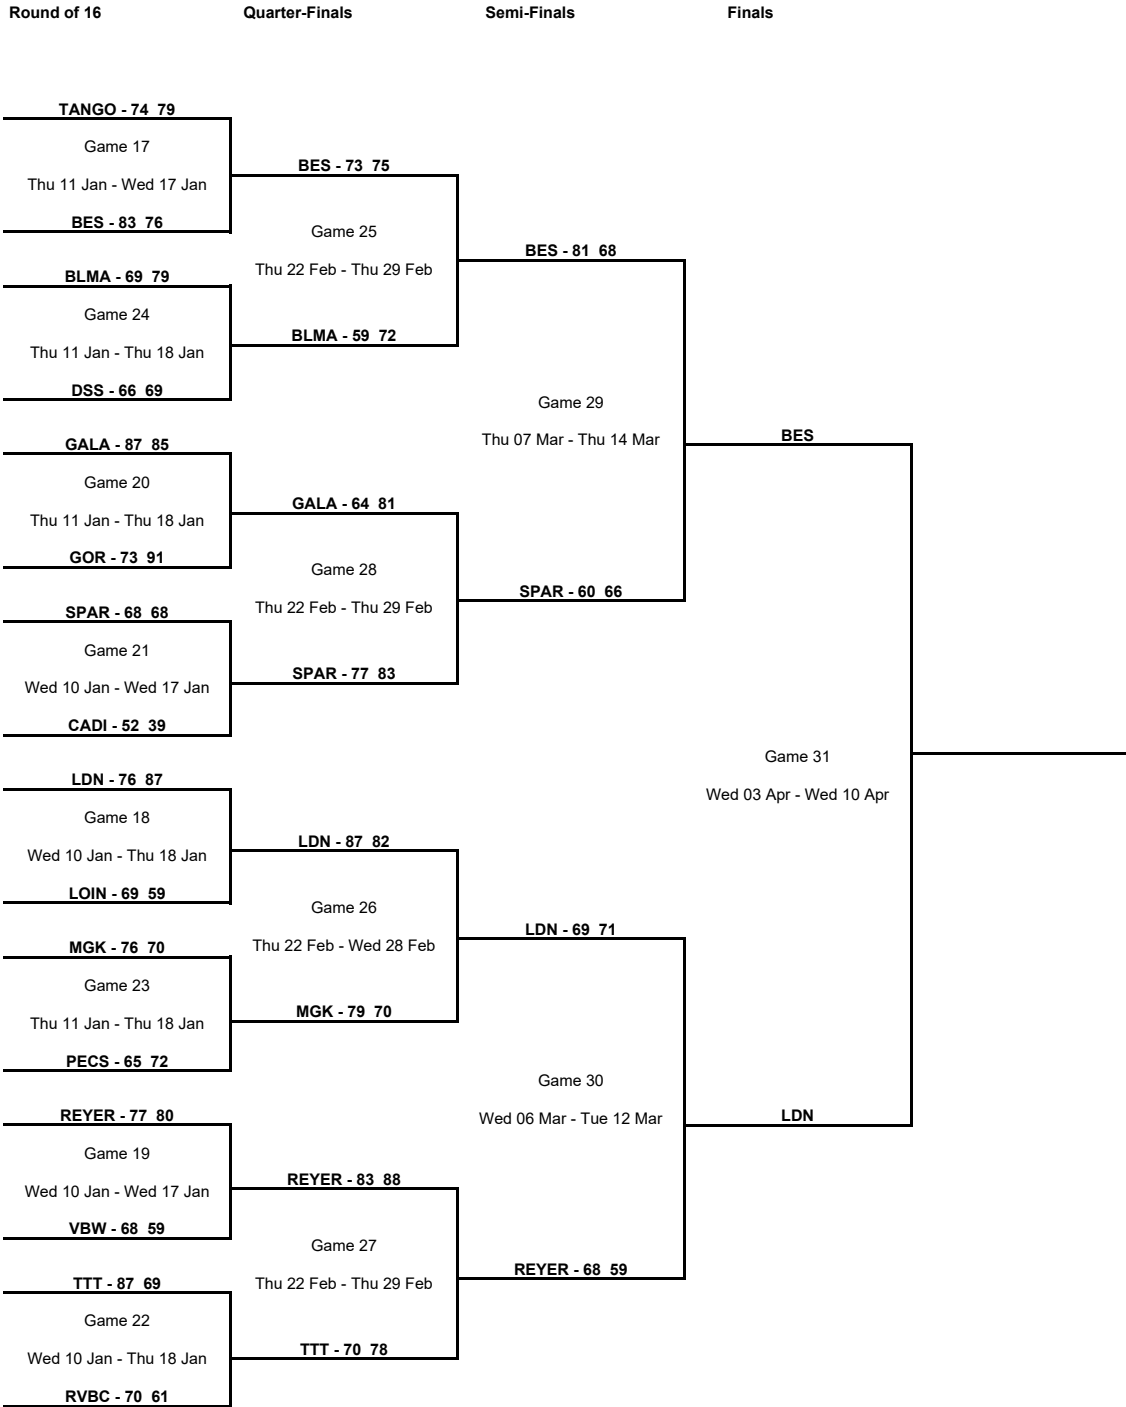 Round of 16 Quarter-Finals Semi-Finals Finals
TANGO - 74 79
Game 17
Thu 11 Jan - Wed 17 Jan
BES - 83 76
BLMA - 69 79
Game 24
Thu 11 Jan - Thu 18 Jan
DSS - 66 69
GALA - 87 85
Game 20
Thu 11 Jan - Thu 18 Jan
GOR - 73 91
SPAR - 68 68
Game 21
Wed 10 Jan - Wed 17 Jan
CADI - 52 39
LDN - 76 87
Game 18
Wed 10 Jan - Thu 18 Jan
LOIN - 69 59
MGK - 76 70
Game 23
Thu 11 Jan - Thu 18 Jan
PECS - 65 72
REYER - 77 80
Game 19
Wed 10 Jan - Wed 17 Jan
VBW - 68 59
TTT - 87 69
Game 22
Wed 10 Jan - Thu 18 Jan
RVBC - 70 61
BES - 73 75
Game 25
Thu 22 Feb - Thu 29 Feb
BLMA - 59 72
GALA - 64 81
Game 28
Thu 22 Feb - Thu 29 Feb
SPAR - 77 83
LDN - 87 82
Game 26
Thu 22 Feb - Wed 28 Feb
MGK - 79 70
REYER - 83 88
Game 27
Thu 22 Feb - Thu 29 Feb
TTT - 70 78
BES - 81 68
Game 29
Thu 07 Mar - Thu 14 Mar
SPAR - 60 66
LDN - 69 71
Game 30
Wed 06 Mar - Tue 12 Mar
REYER - 68 59
BES
Game 31
Wed 03 Apr - Wed 10 Apr
LDN